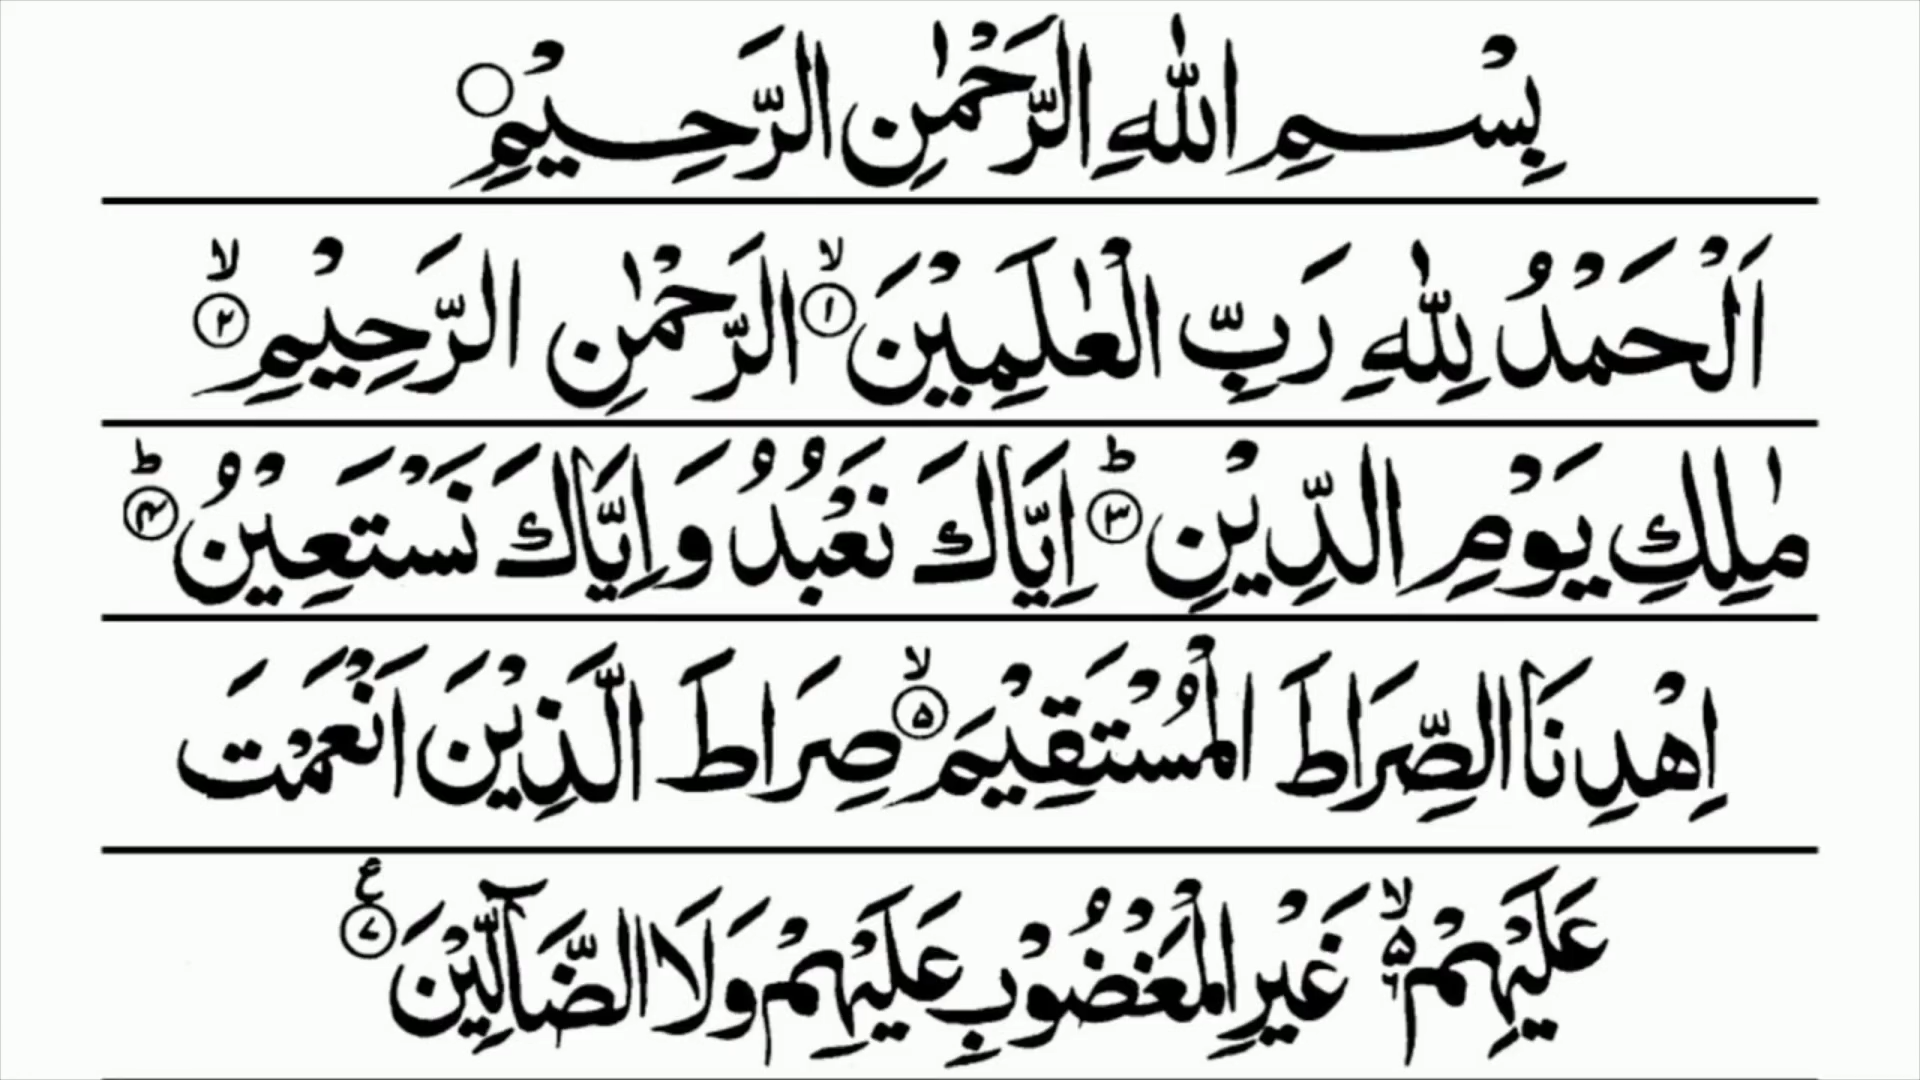 بِسْمِ اللّٰهِ الرَّحْمٰنِ الرَّحِيْمِ ○
اَلْحَمْدُ لِلّٰهِ رَبِّ الْعٰلَمِيْنَ ۙ﴿۱﴾ الرَّحْمٰنِ الرَّحِيْمِ ۙ﴿۲﴾
مٰلِكِ يَوْمِ الدِّيْنِ ؕ﴿۳﴾ اِيَّاكَ نَعْبُدُ وَاِيَّاكَ نَسْتَعِيْنُ ؕ﴿۴﴾
اِهْدِنَا الصِّرَاطَ الْمُسْتَقِيْمَ ۙ﴿۵﴾ صِرَاطَ الَّذِيْنَ اَنْعَمْتَ
عَلَيْهِمْ ۙ۵ ۶ غَيْرِ الْمَغْضُوْبِ عَلَيْهِمْ وَلَا الضَّآلِّيْنَ ع﴿۷﴾